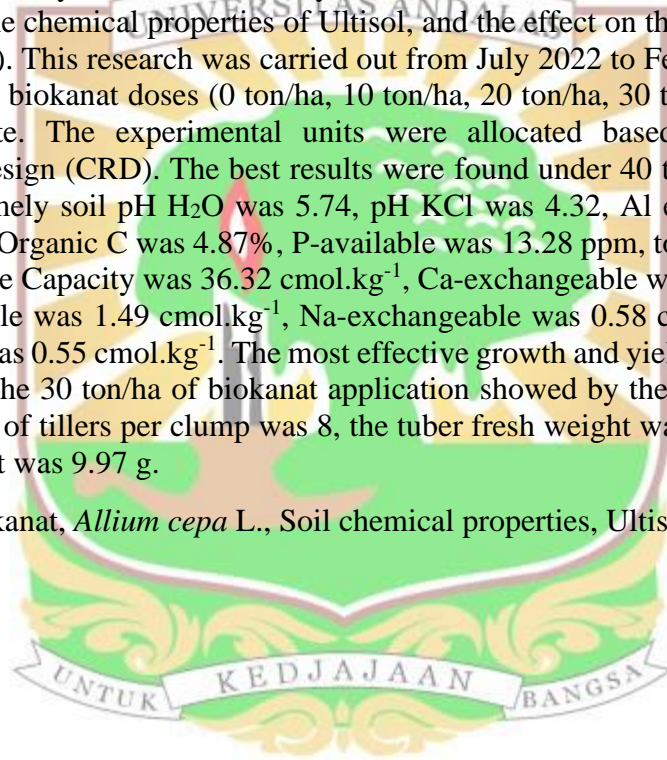 UNIVERSITAS ANDALAS
e chemical properties of Ultisol, and the effect on th
). This research was carried out from July 2022 to Fe
biokanat doses (0 ton/ha, 10 ton/ha, 20 ton/ha, 30 t
te. The experimental units were allocated based
esign (CRD). The best results were found under 40 t
nely soil pH H₂O was 5.74, pH KCl was 4.32, Al e
Organic C was 4.87%, P-available was 13.28 ppm, to
e Capacity was 36.32 cmol.kg⁻¹, Ca-exchangeable w
le was 1.49 cmol.kg⁻¹, Na-exchangeable was 0.58 c
as 0.55 cmol.kg⁻¹. The most effective growth and yiel
he 30 ton/ha of biokanat application showed by the
of tillers per clump was 8, the tuber fresh weight wa
t was 9.97 g.
kanat, Allium cepa L., Soil chemical properties, Ultis
UNTUK KEDJAJAAN BANGSA